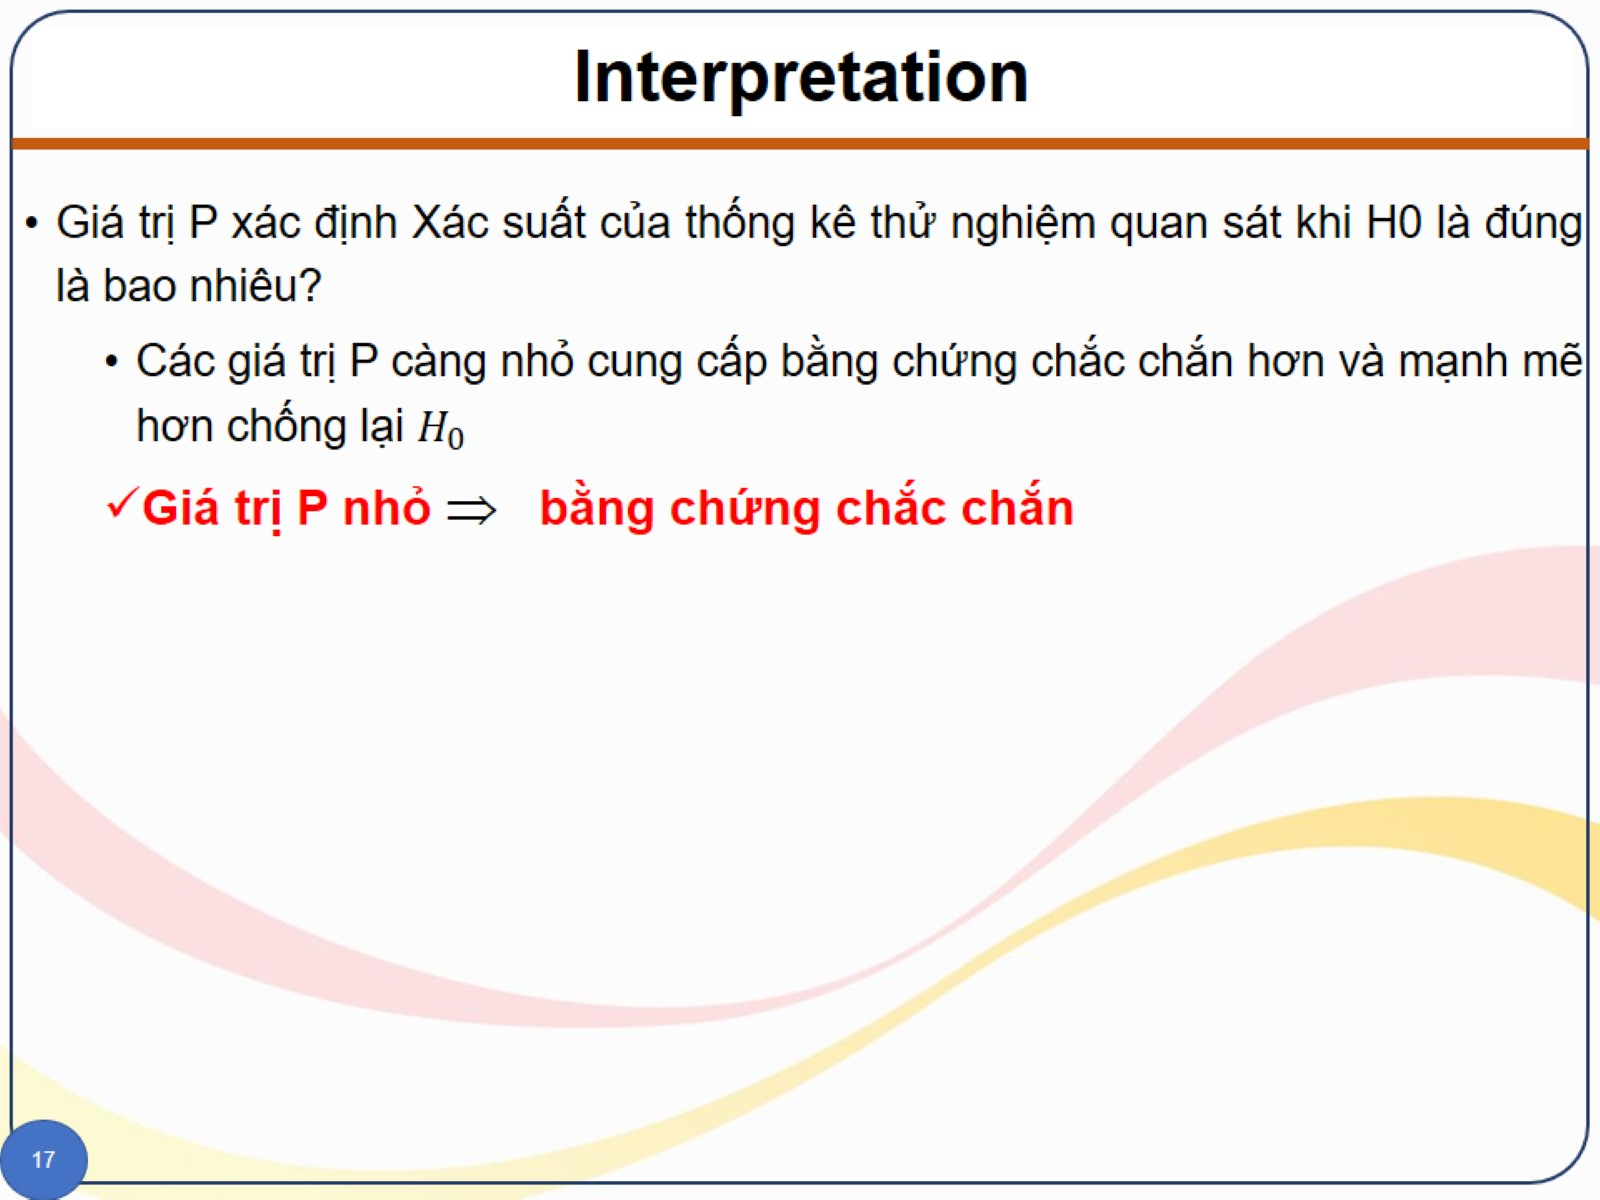 Interpretation
• Giá trị P xác định Xác suất của thống kê thử nghiệm quan sát khi H0 là đúng
là bao nhiêu?
• Các giá trị P càng nhỏ cung cấp bằng chứng chắc chắn hơn và mạnh mẽ
hơn chống lại H₀
✓Giá trị P nhỏ ⇒ bằng chứng chắc chắn
17